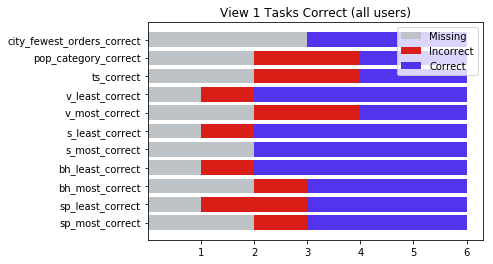 View 1 Tasks Correct (all users)
Missing
Incorrect
Correct
city_fewest_orders_correct
pop_category_correct
ts_correct
v_least_correct
v_most_correct
s_least_correct
s_most_correct
bh_least_correct
bh_most_correct
sp_least_correct
sp_most_correct
1 2 3 4 5 6